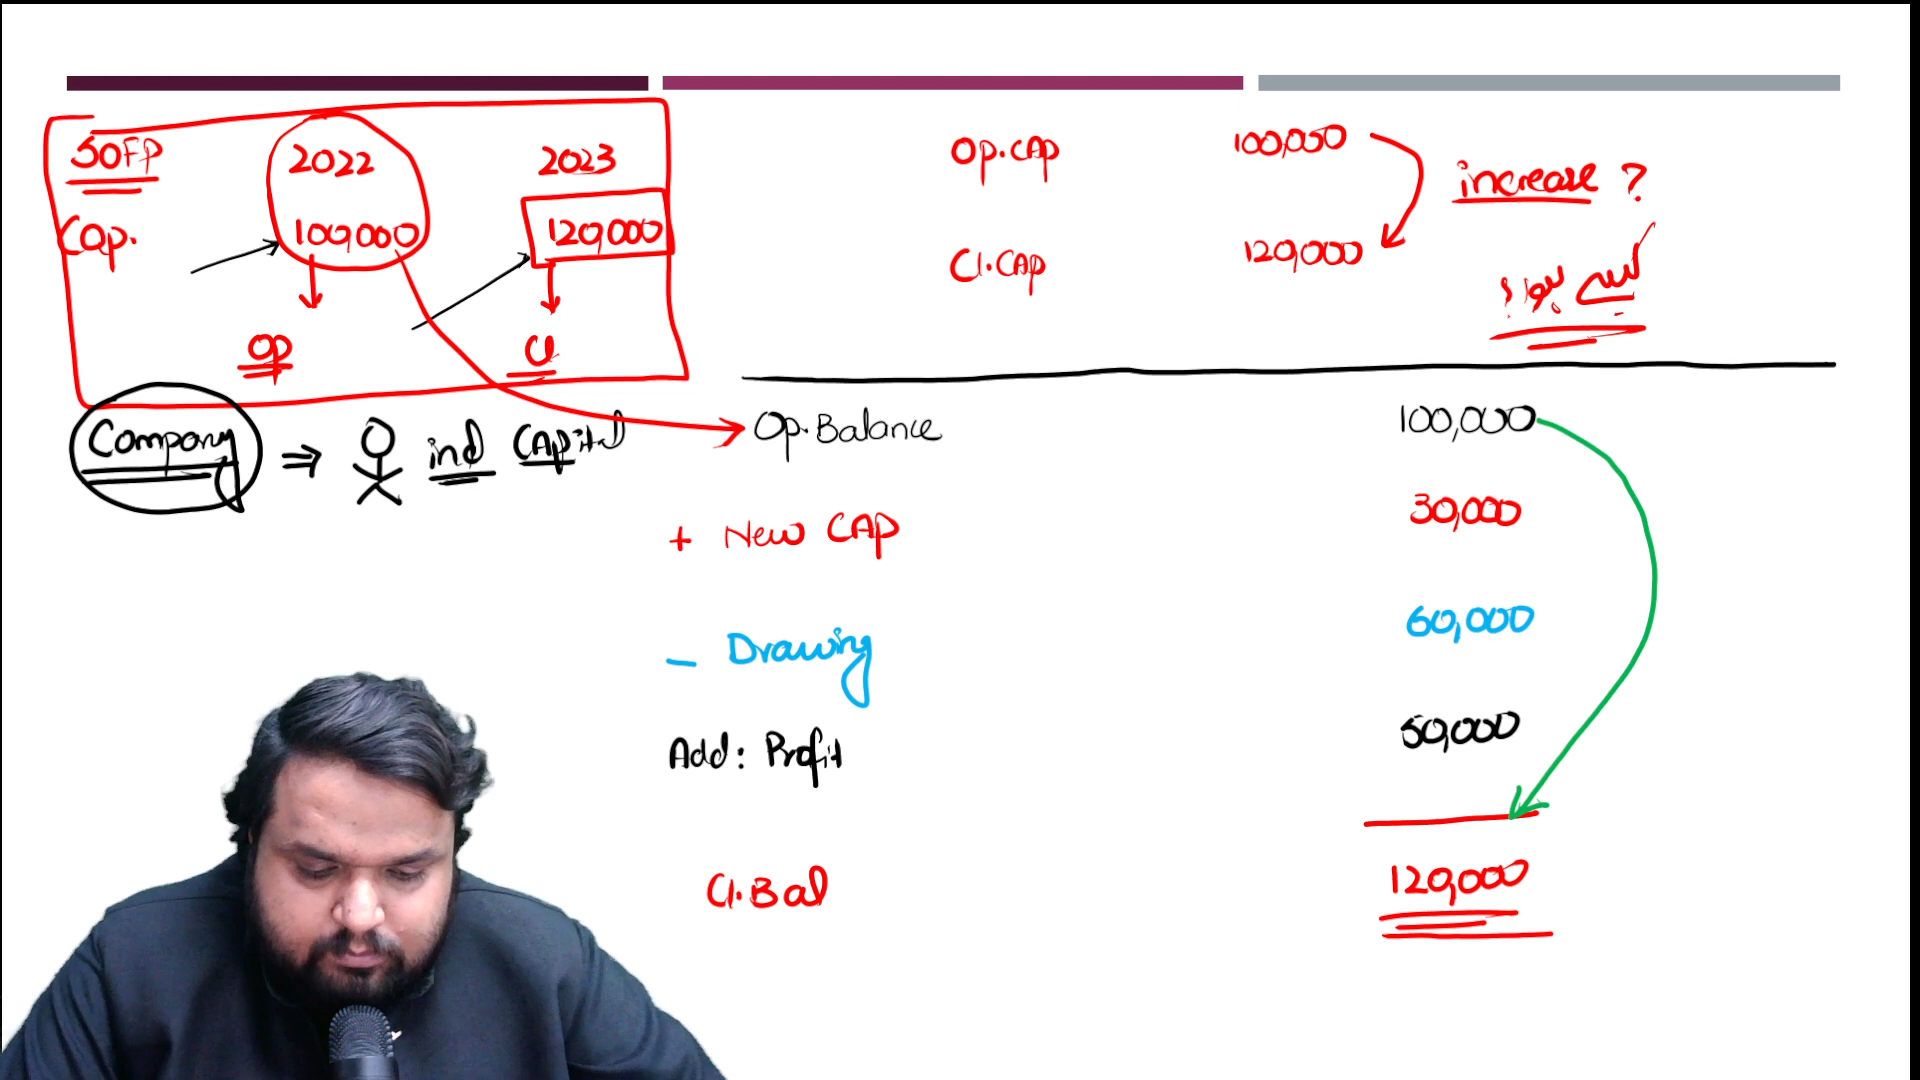 SOFP 2022 2023
Cap. 100,000 120,000
OP Cl
Company ⇒ ind Capital
Op.CAP 100,000
increase ?
Cl.CAP 120,000
کیسے ہوا؟
Op.Balance 100,000
+ New CAP 30,000
- Drawing 60,000
Add: Profit 50,000
Cl.Bal 120,000